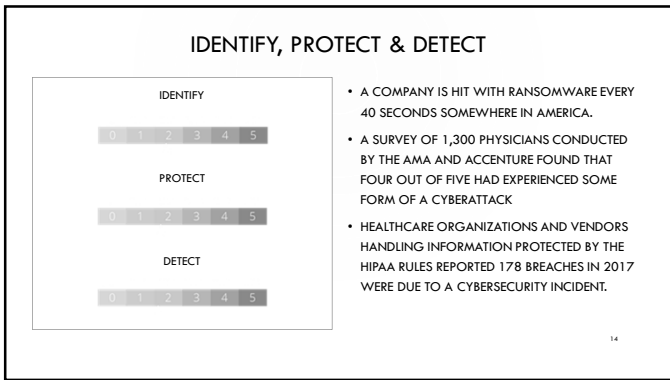 IDENTIFY, PROTECT & DETECT
IDENTIFY
0 1 2 3 4 5
PROTECT
0 1 2 3 4 5
DETECT
0 1 2 3 4 5
• A COMPANY IS HIT WITH RANSOMWARE EVERY
40 SECONDS SOMEWHERE IN AMERICA.
• A SURVEY OF 1,300 PHYSICIANS CONDUCTED
BY THE AMA AND ACCENTURE FOUND THAT
FOUR OUT OF FIVE HAD EXPERIENCED SOME
FORM OF A CYBERATTACK
• HEALTHCARE ORGANIZATIONS AND VENDORS
HANDLING INFORMATION PROTECTED BY THE
HIPAA RULES REPORTED 178 BREACHES IN 2017
WERE DUE TO A CYBERSECURITY INCIDENT.
14